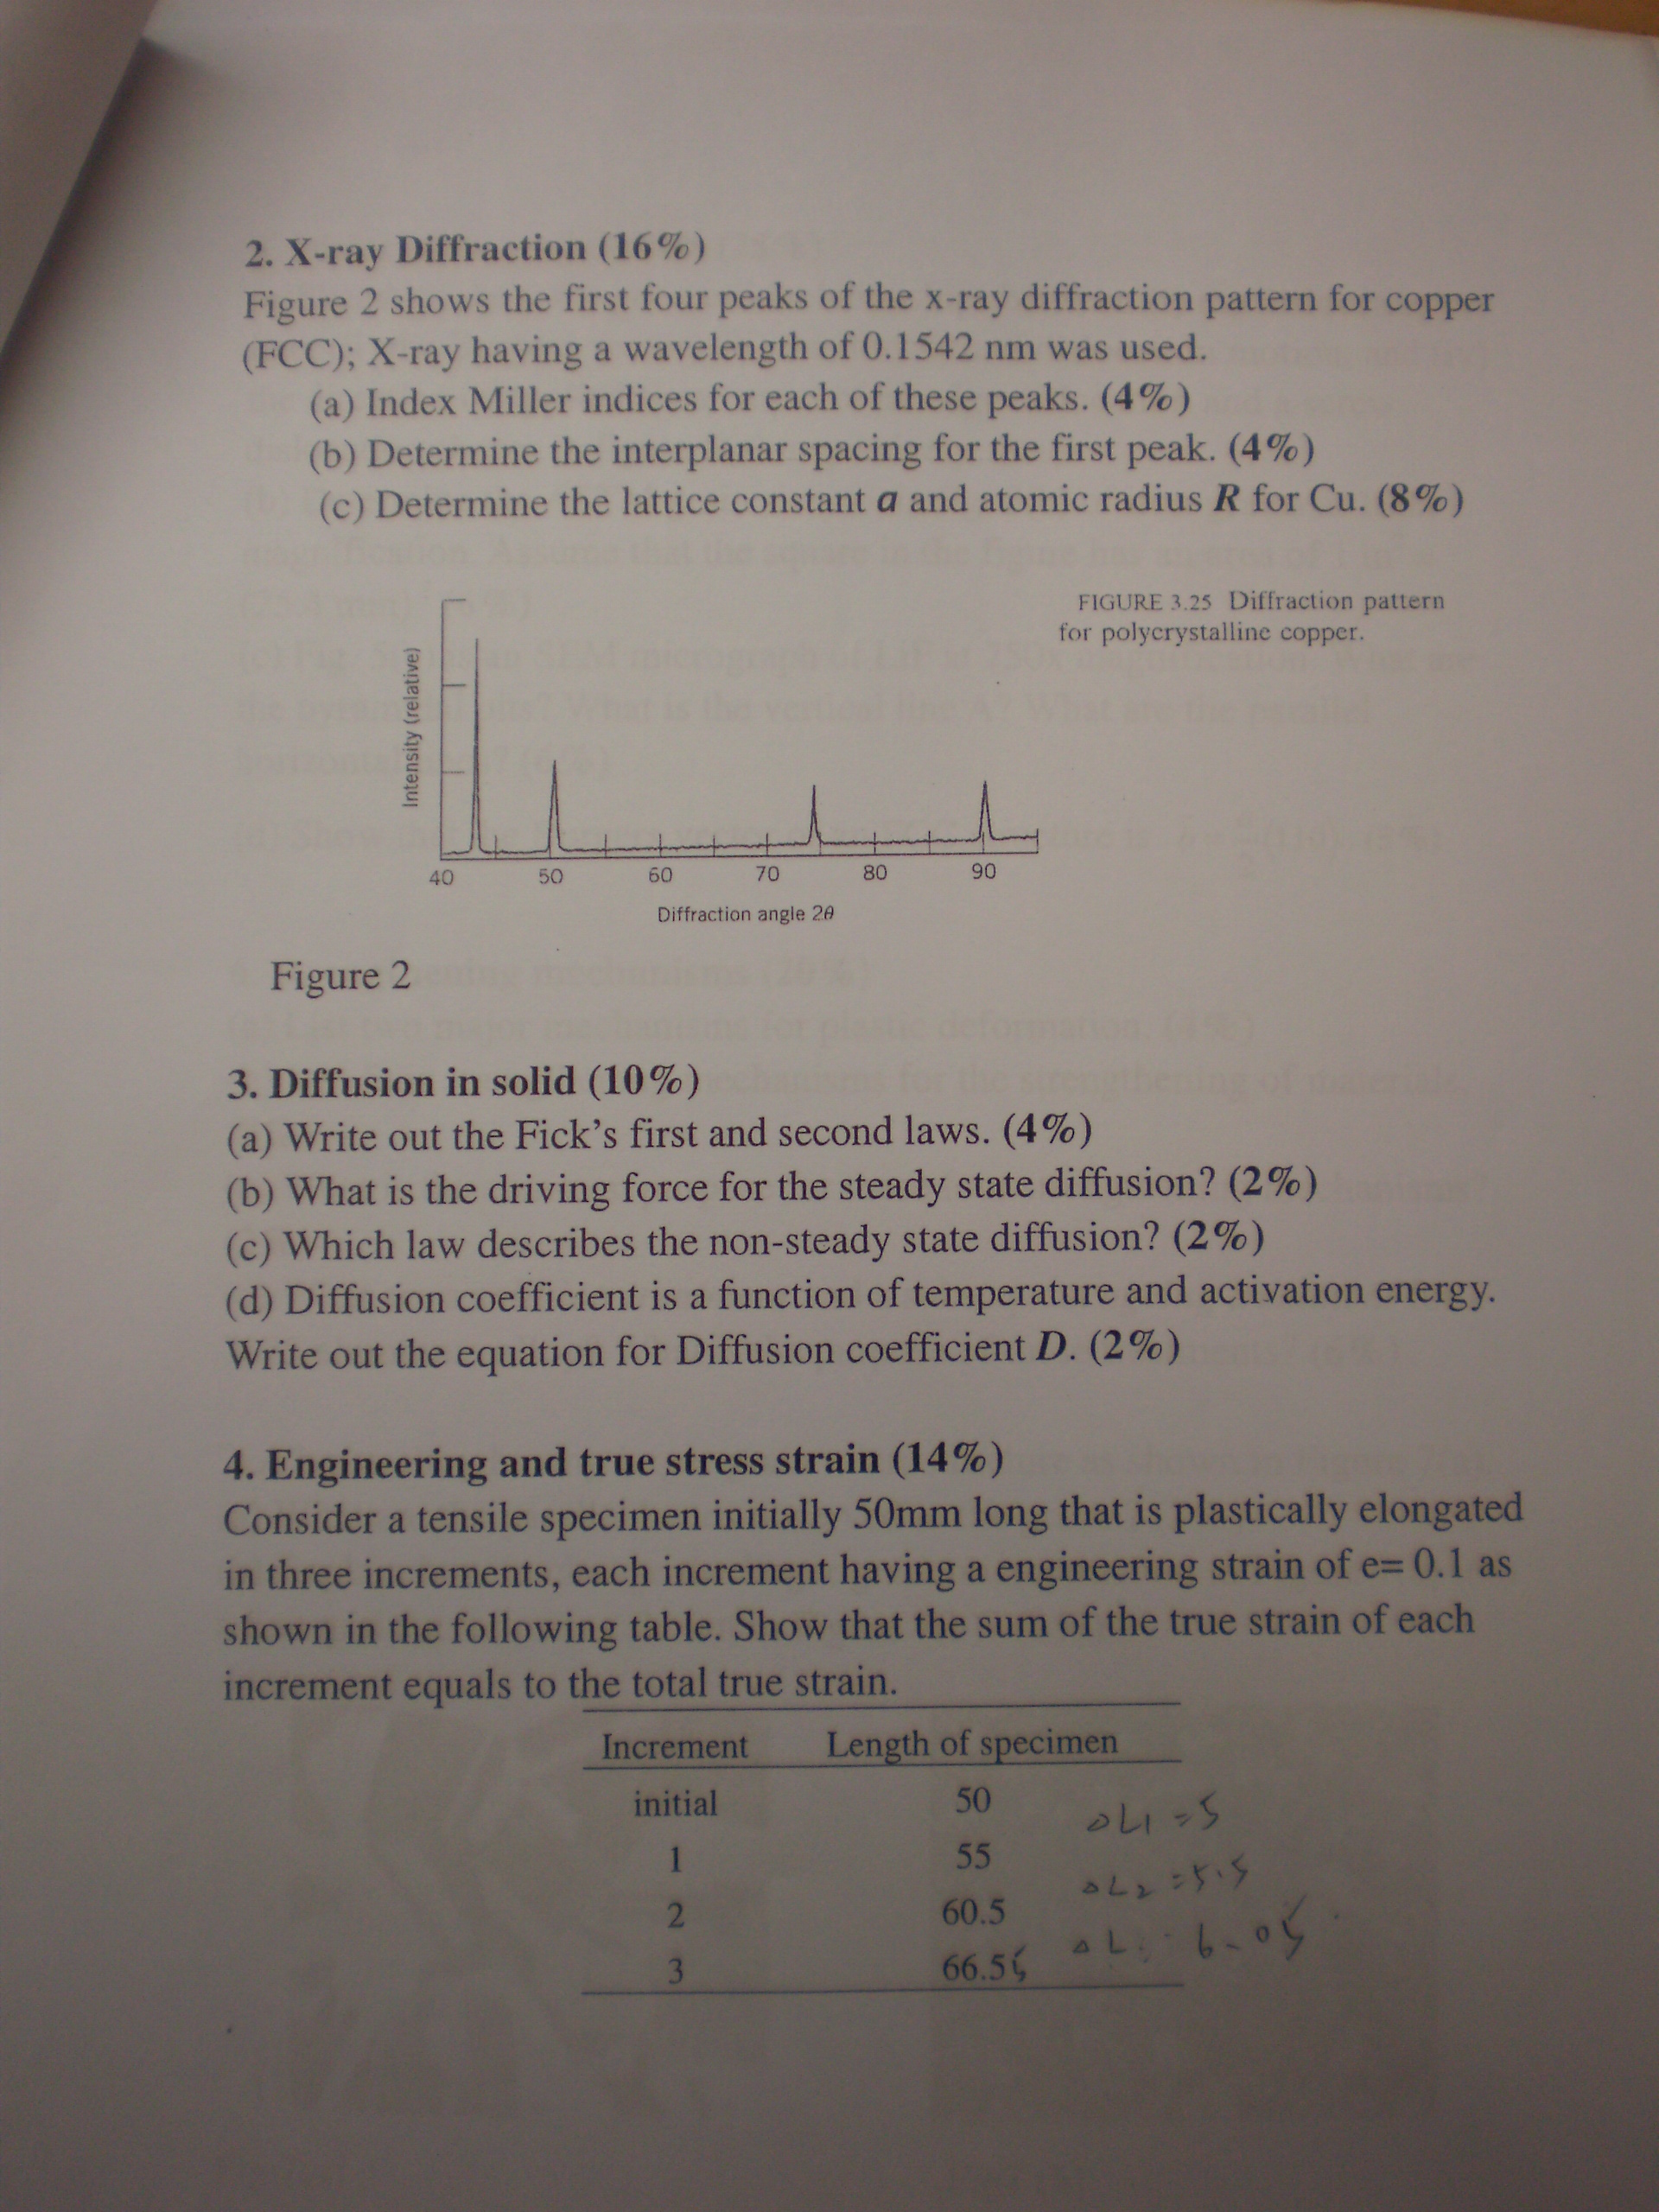 2. X-ray Diffraction (16%)
Figure 2 shows the first four peaks of the x-ray diffraction pattern for copper
(FCC); X-ray having a wavelength of 0.1542 nm was used.
(a) Index Miller indices for each of these peaks. (4%)
(b) Determine the interplanar spacing for the first peak. (4%)
(c) Determine the lattice constant a and atomic radius R for Cu. (8%)
FIGURE 3.25 Diffraction pattern
for polycrystalline copper.
Intensity (relative)
40 50 60 70 80 90
Diffraction angle 2θ
Figure 2
3. Diffusion in solid (10%)
(a) Write out the Fick's first and second laws. (4%)
(b) What is the driving force for the steady state diffusion? (2%)
(c) Which law describes the non-steady state diffusion? (2%)
(d) Diffusion coefficient is a function of temperature and activation energy.
Write out the equation for Diffusion coefficient D. (2%)
4. Engineering and true stress strain (14%)
Consider a tensile specimen initially 50mm long that is plastically elongated
in three increments, each increment having a engineering strain of e= 0.1 as
shown in the following table. Show that the sum of the true strain of each
increment equals to the total true strain.
Increment Length of specimen
initial 50
△L1 = 5
1 55
△L2 = 5.5
2 60.5
6.05
3 66.55